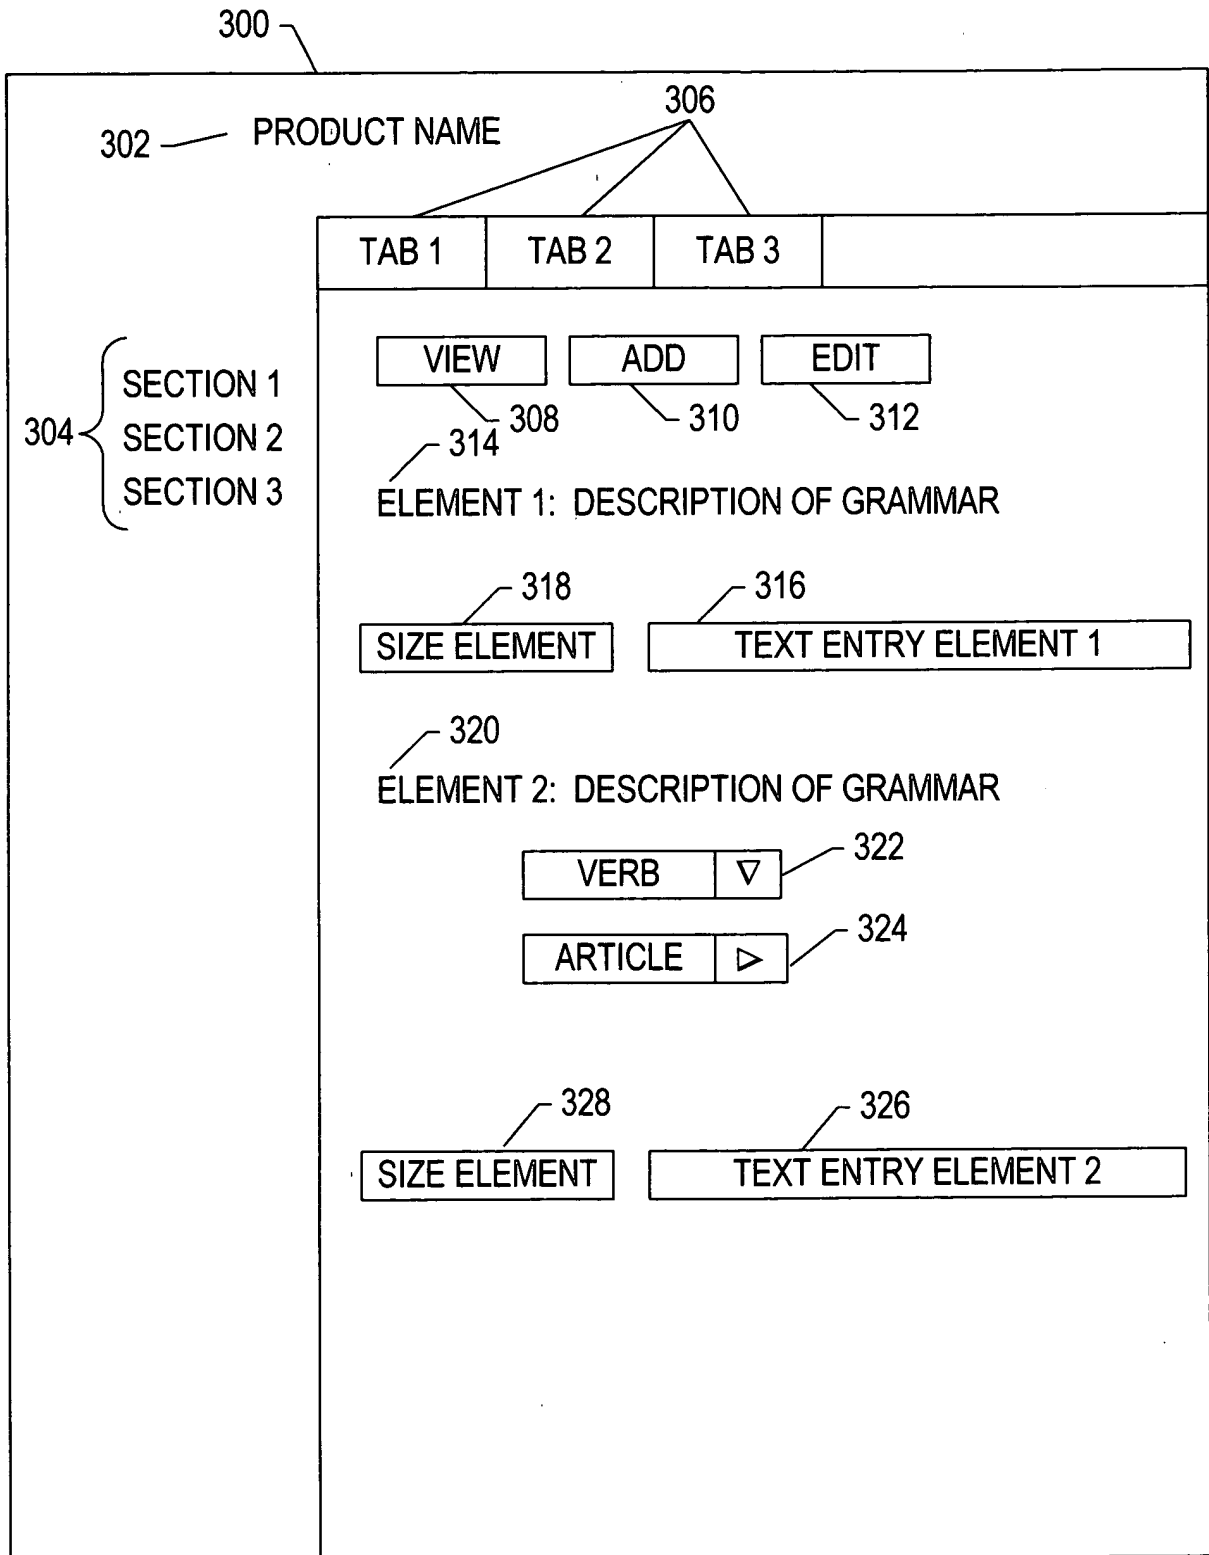 300
306
302 PRODUCT NAME
TAB 1 TAB 2 TAB 3
VIEW ADD EDIT
308 310 312
304
SECTION 1
SECTION 2
SECTION 3
314
ELEMENT 1: DESCRIPTION OF GRAMMAR
318 316
SIZE ELEMENT TEXT ENTRY ELEMENT 1
320
ELEMENT 2: DESCRIPTION OF GRAMMAR
VERB 322
ARTICLE 324
328 326
SIZE ELEMENT TEXT ENTRY ELEMENT 2